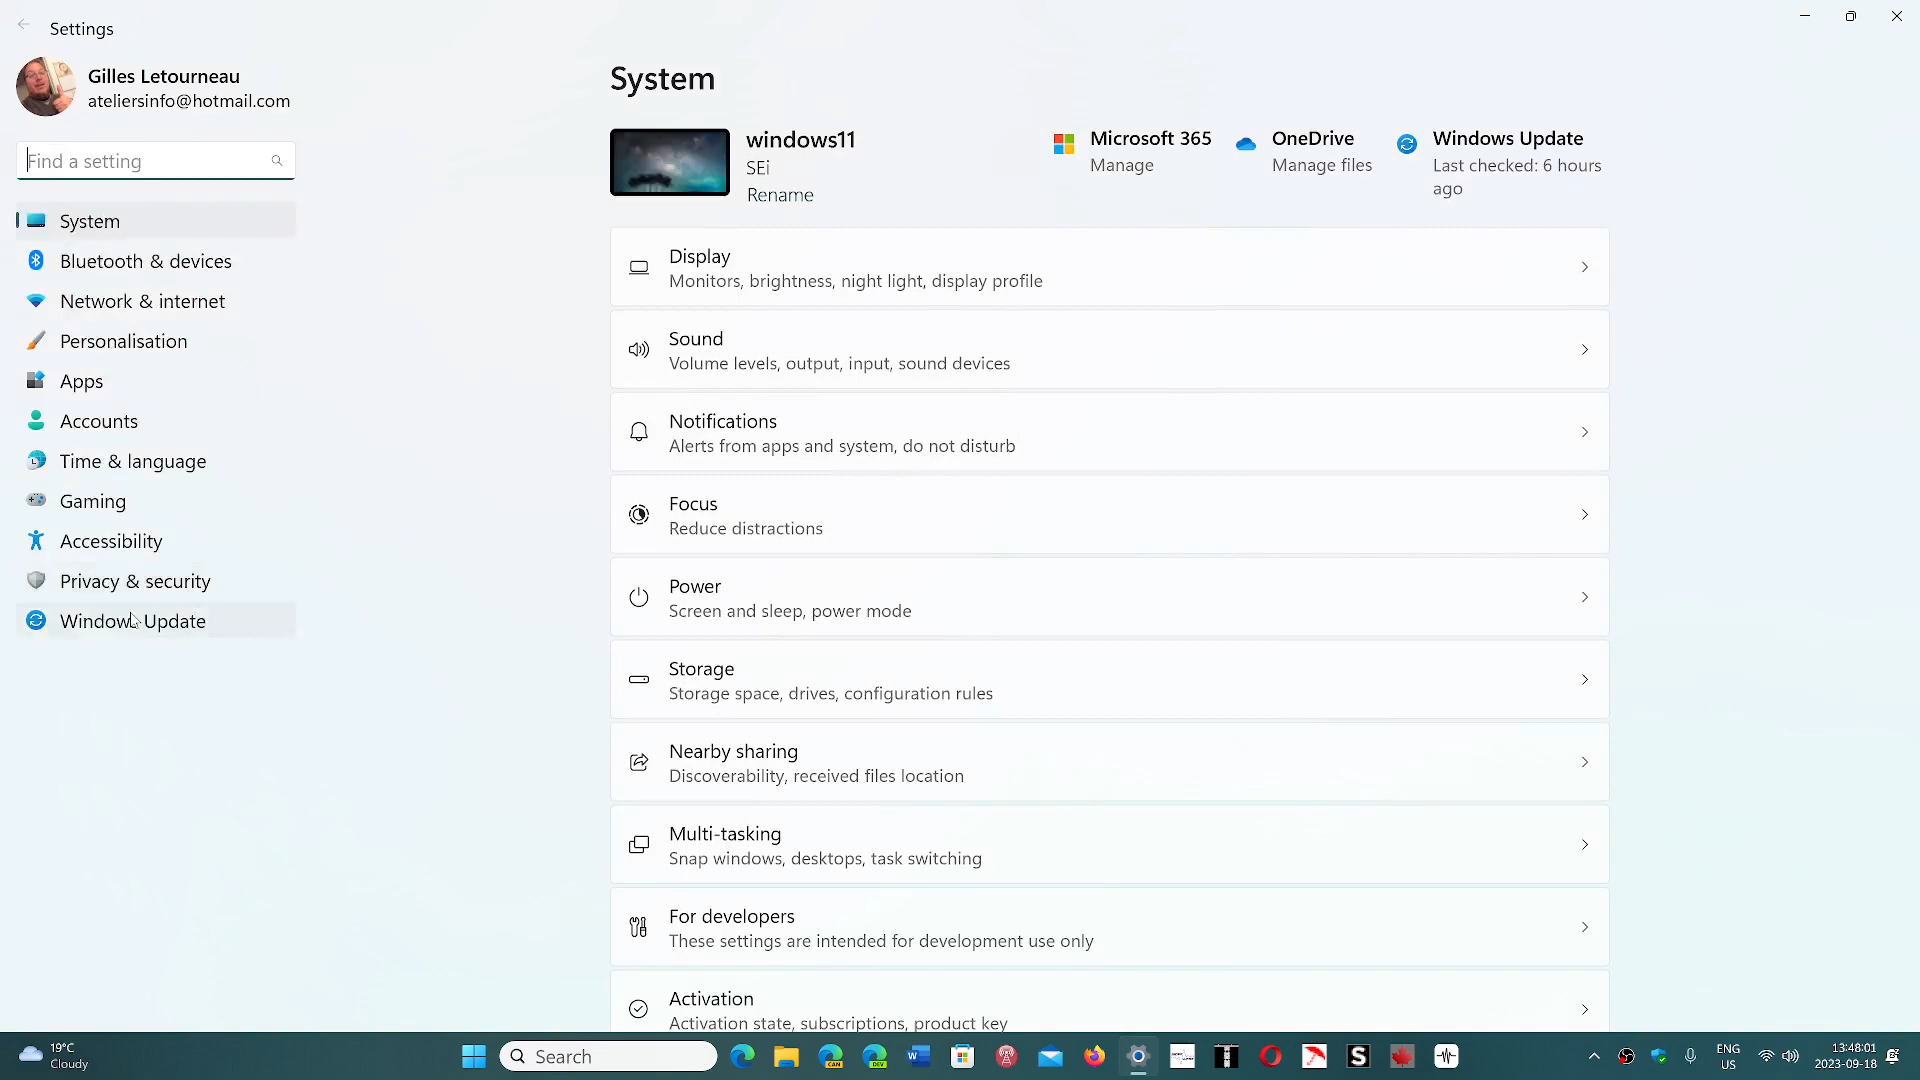 Settings
Gilles Letourneau
ateliersinfo@hotmail.com
Find a setting
System
Bluetooth & devices
Network & internet
Personalisation
Apps
Accounts
Time & language
Gaming
Accessibility
Privacy & security
Windows Update
System
windows11
SEi
Rename
Microsoft 365
Manage
OneDrive
Manage files
Windows Update
Last checked: 6 hours
ago
Display
Monitors, brightness, night light, display profile
Sound
Volume levels, output, input, sound devices
Notifications
Alerts from apps and system, do not disturb
Focus
Reduce distractions
Power
Screen and sleep, power mode
Storage
Storage space, drives, configuration rules
Nearby sharing
Discoverability, received files location
Multi-tasking
Snap windows, desktops, task switching
For developers
These settings are intended for development use only
Activation
Activation state, subscriptions, product key
19°C
Cloudy
Search
CAN
DEV
ENG
US
13:48:01
2023-09-18